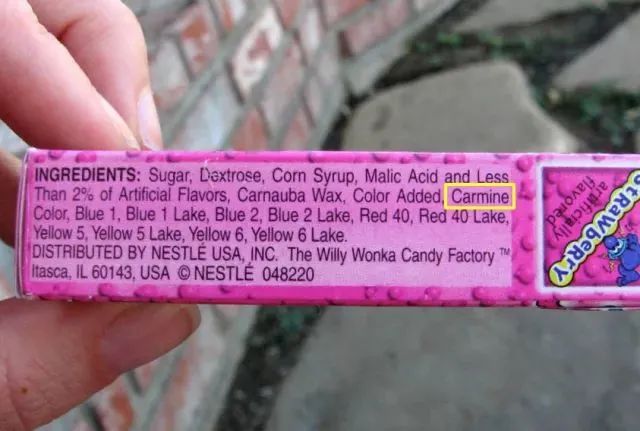 INGREDIENTS: Sugar, Dextrose, Corn Syrup, Malic Acid and Less
Than 2% of Artificial Flavors, Carnauba Wax, Color Added, Carmine
Color, Blue 1, Blue 1 Lake, Blue 2, Blue 2 Lake, Red 40, Red 40 Lake,
Yellow 5, Yellow 5 Lake, Yellow 6, Yellow 6 Lake.
DISTRIBUTED BY NESTLÉ USA, INC. The Willy Wonka Candy Factory™
Itasca, IL 60143, USA © NESTLÉ 048220
strawberry
artificially
flavored